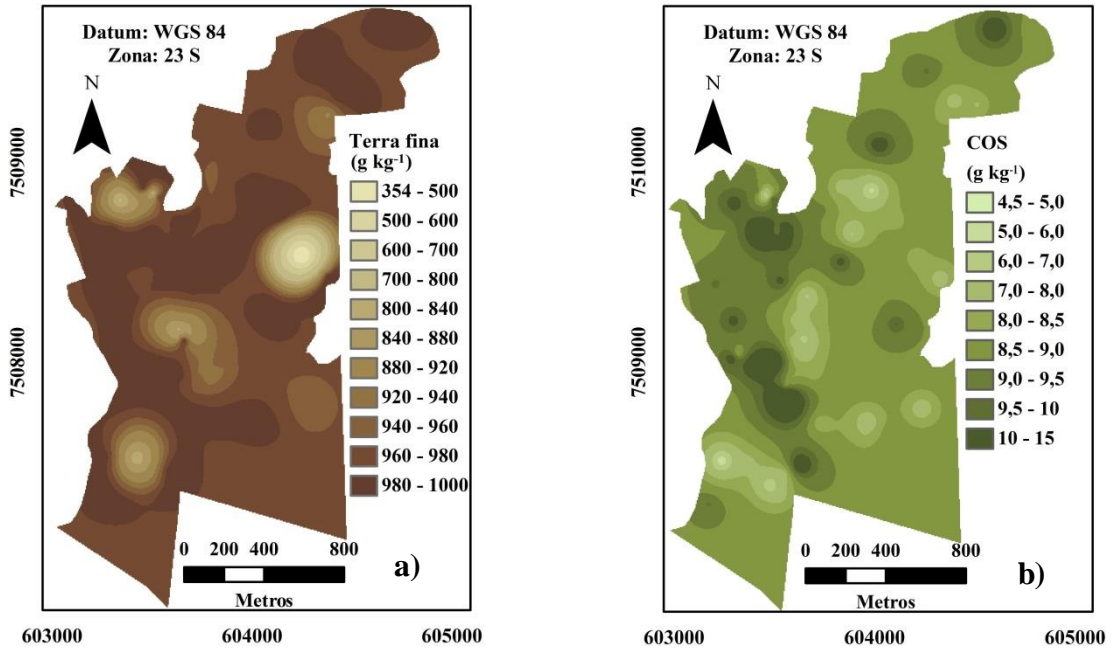 Datum: WGS 84
Zona: 23 S
N
7509000
7508000
Terra fina
(g kg⁻¹)
354 – 500
500 – 600
600 – 700
700 – 800
800 – 840
840 – 880
880 – 920
920 – 940
940 – 960
960 – 980
980 – 1000
0 200 400 800
Metros
a)
603000 604000 605000
Datum: WGS 84
Zona: 23 S
N
7510000
7509000
COS
(g kg⁻¹)
4,5 – 5,0
5,0 – 6,0
6,0 – 7,0
7,0 – 8,0
8,0 – 8,5
8,5 – 9,0
9,0 – 9,5
9,5 – 10
10 – 15
0 200 400 800
Metros
b)
603000 604000 605000